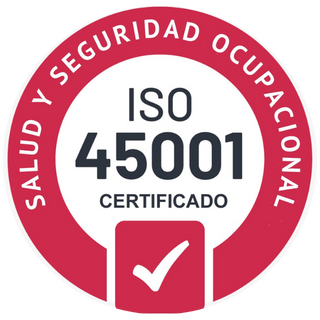 SALUD Y SEGURIDAD OCUPACIONAL
ISO
45001
CERTIFICADO